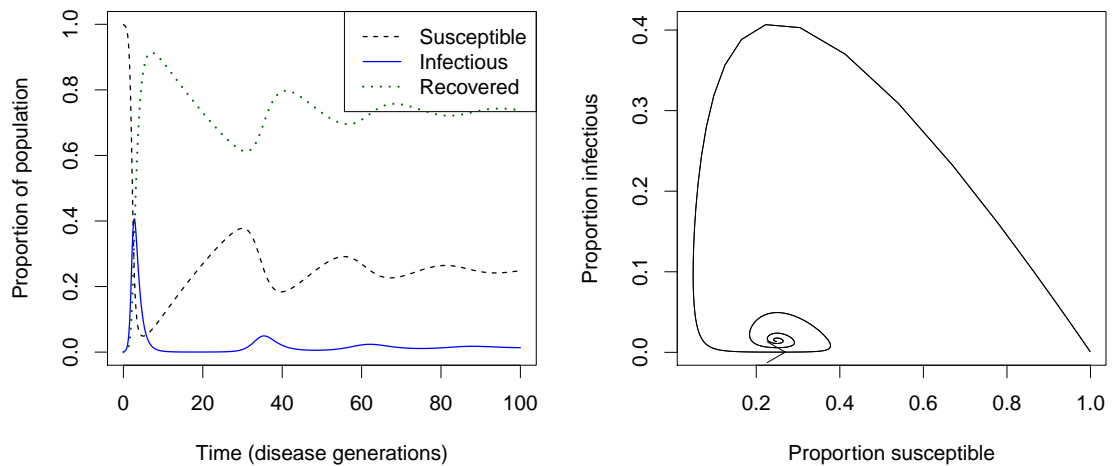 Proportion of population
1.0
0.8
0.6
0.4
0.2
0.0
Susceptible
Infectious
Recovered
0 20 40 60 80 100
Time (disease generations)
Proportion infectious
0.4
0.3
0.2
0.1
0.0
0.2 0.4 0.6 0.8 1.0
Proportion susceptible